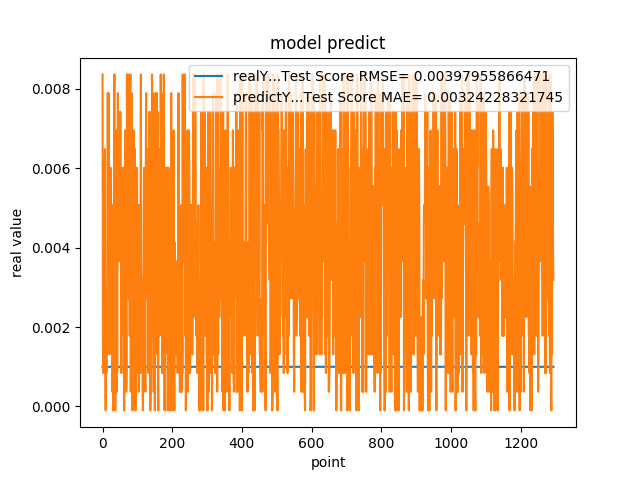 model predict
realY...Test Score RMSE= 0.00397955866471
predictY...Test Score MAE= 0.00324228321745
0.008
0.006
0.004
0.002
0.000
real value
0 200 400 600 800 1000 1200
point